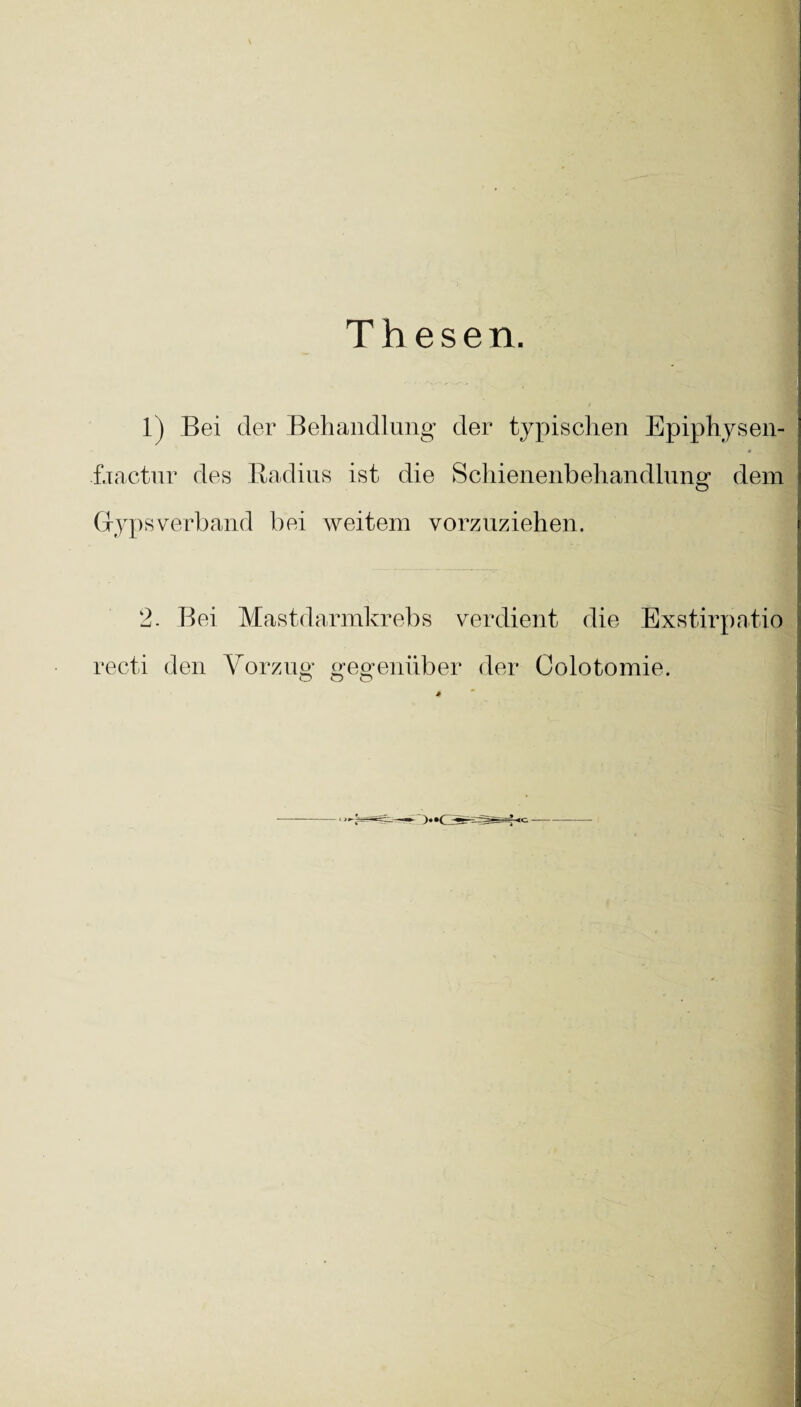 Thesen.
1) Bei der Behandlung der typischen Epiphysen-
fractur des Radius ist die Schienenbehandlung dem
Gypsverband bei weitem vorzuziehen.
2. Bei Mastdarmkrebs verdient die Exstirpatio
recti den Vorzug gegenüber der Colotomie.